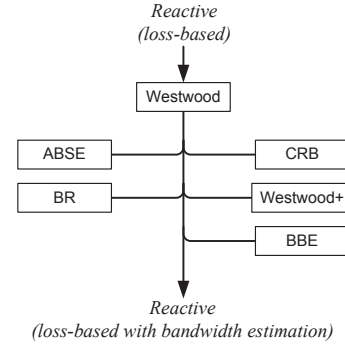 Reactive
(loss-based)
Westwood
ABSE
CRB
BR
Westwood+
BBE
Reactive
(loss-based with bandwidth estimation)